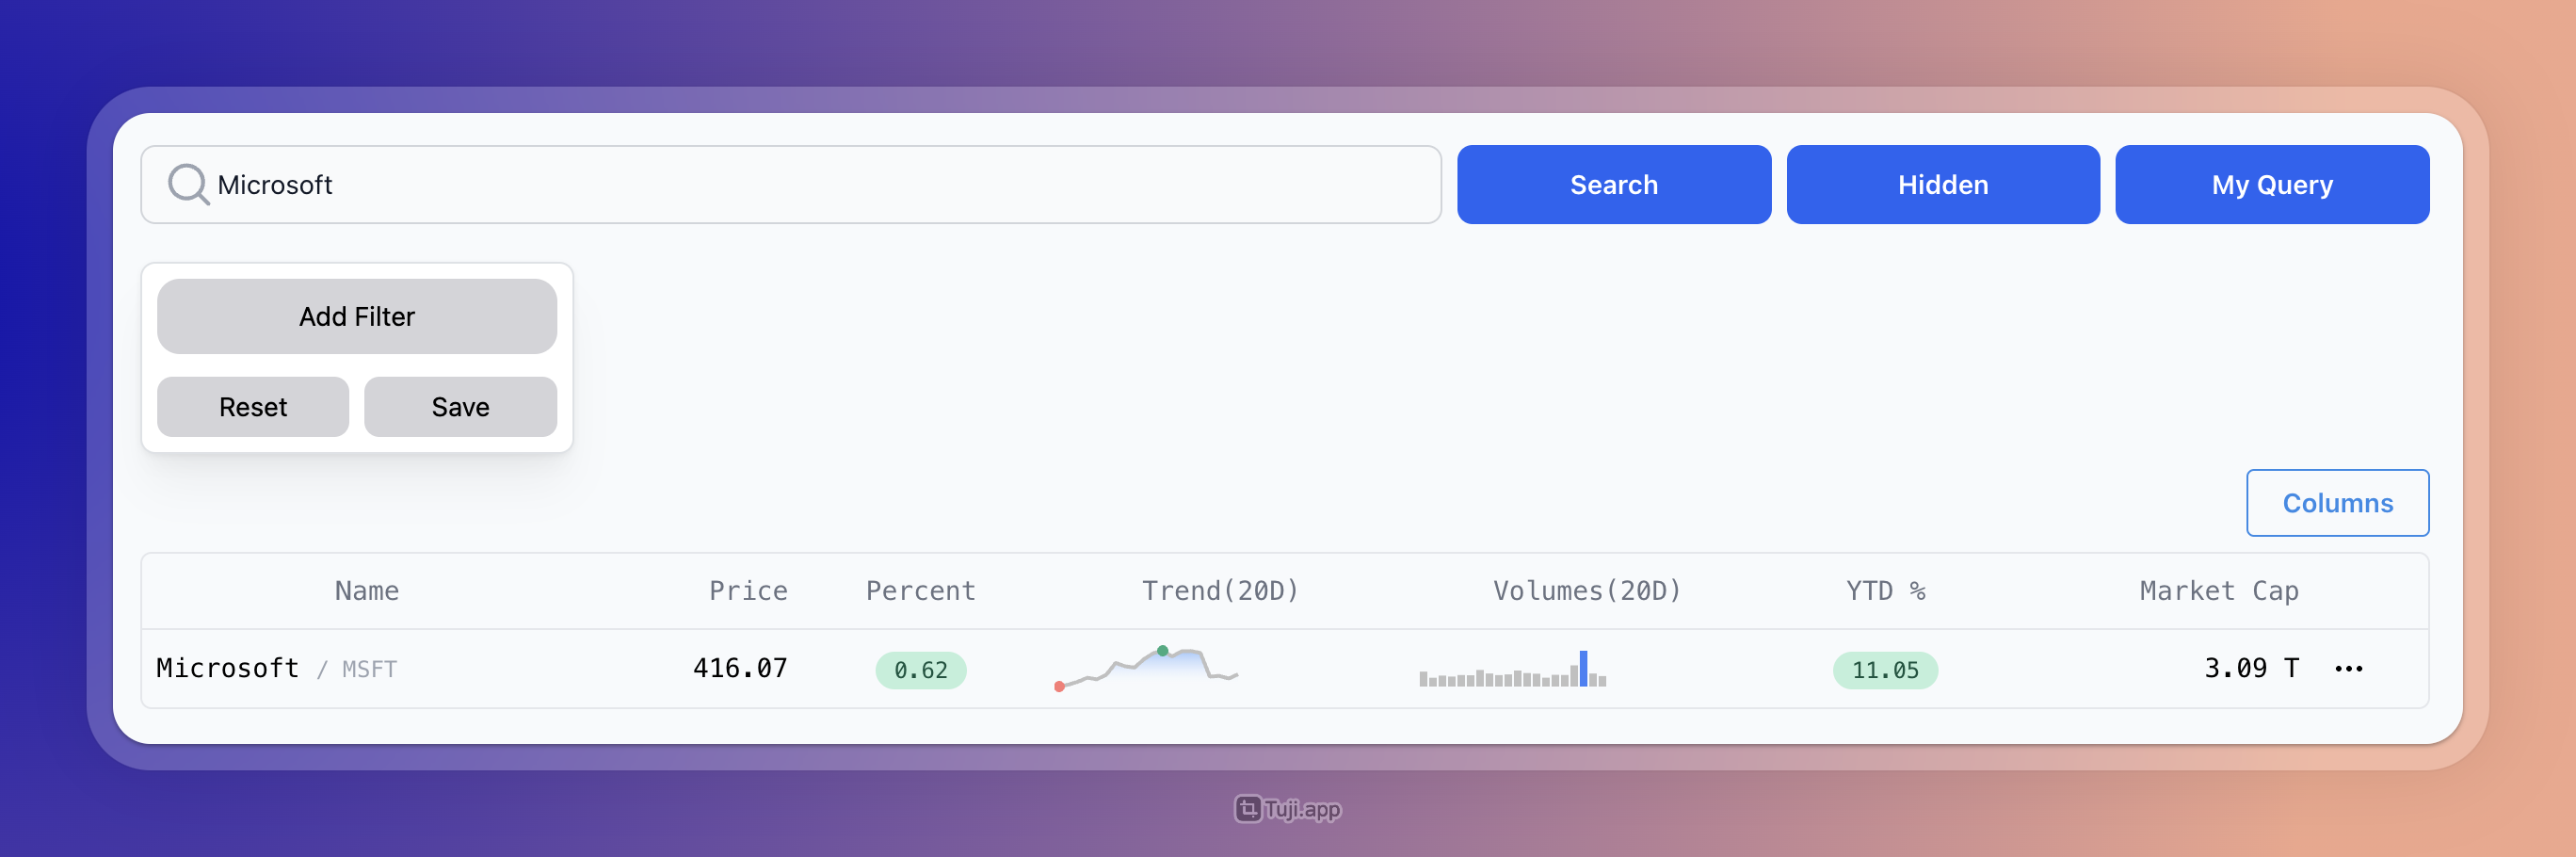 Microsoft
Search
Hidden
My Query
Add Filter
Reset
Save
Columns
Name Price Percent Trend(20D) Volumes(20D) YTD % Market Cap
Microsoft / MSFT 416.07 0.62 11.05 3.09 T
Tuji.app